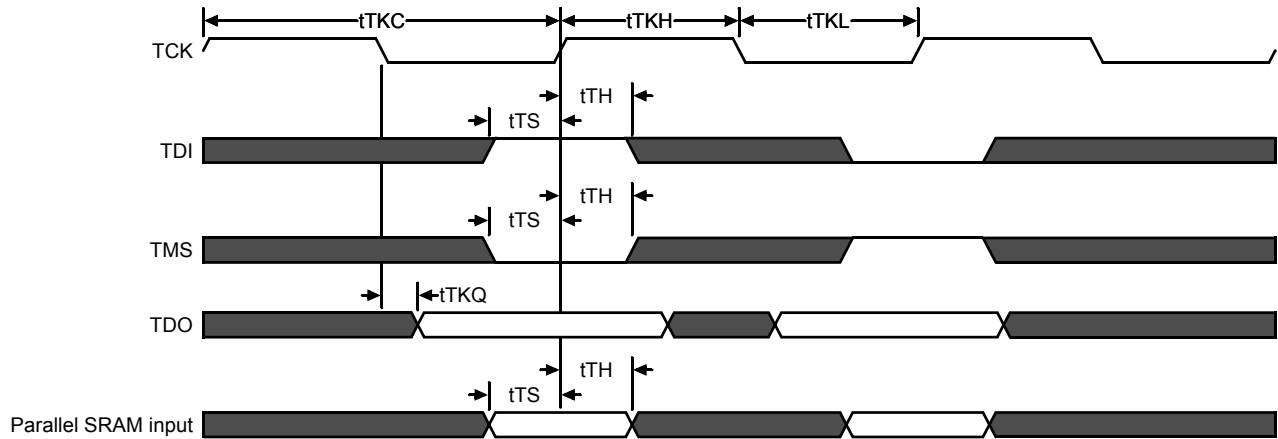 tTKC tTKH tTKL
TCK
tTH
tTS
TDI
tTH
tTS
TMS
tTKQ
TDO
tTH
tTS
Parallel SRAM input